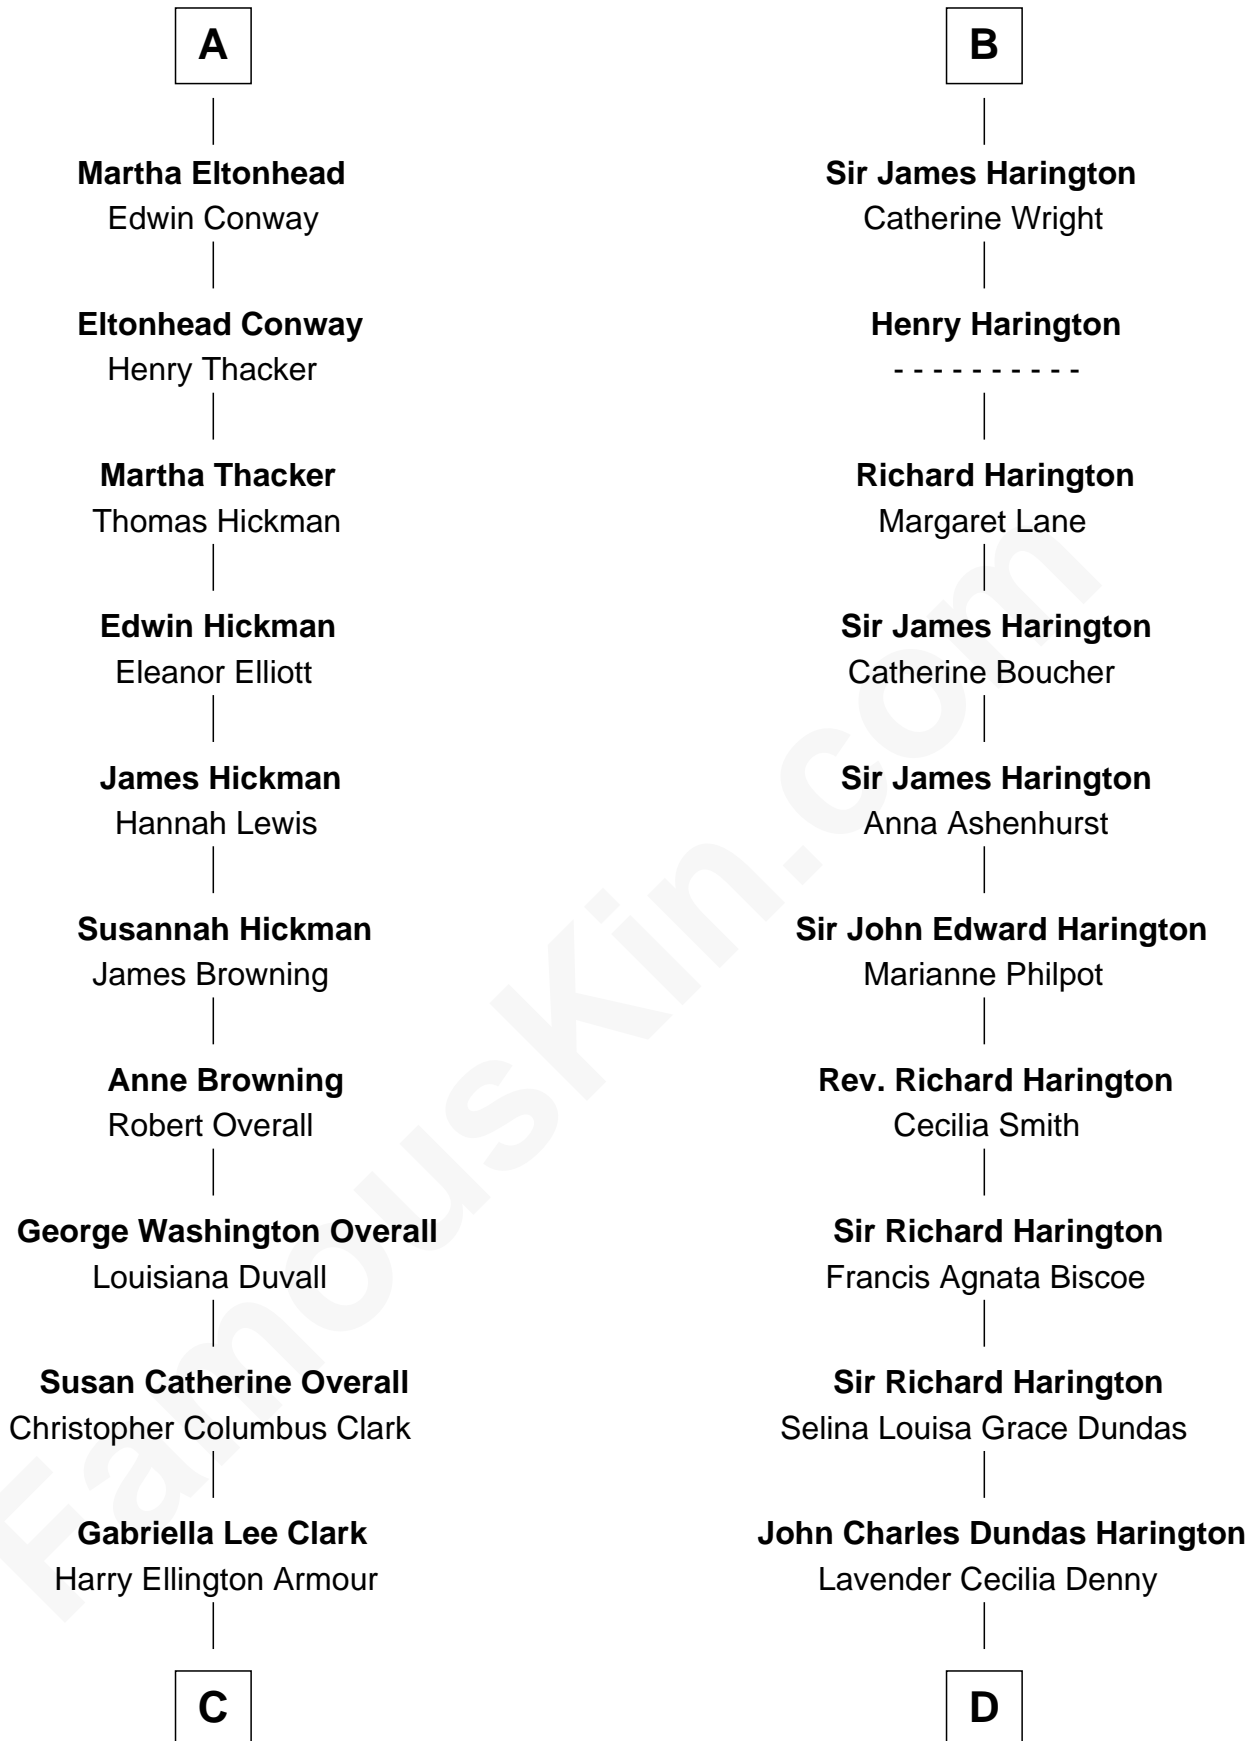 A
Martha Eltonhead
Edwin Conway
Eltonhead Conway
Henry Thacker
Martha Thacker
Thomas Hickman
Edwin Hickman
Eleanor Elliott
James Hickman
Hannah Lewis
Susannah Hickman
James Browning
Anne Browning
Robert Overall
George Washington Overall
Louisiana Duvall
Susan Catherine Overall
Christopher Columbus Clark
Gabriella Lee Clark
Harry Ellington Armour
C
B
Sir James Harington
Catherine Wright
Henry Harington
- - - - - - - - - -
Richard Harington
Margaret Lane
Sir James Harington
Catherine Boucher
Sir James Harington
Anna Ashenhurst
Sir John Edward Harington
Marianne Philpot
Rev. Richard Harington
Cecilia Smith
Sir Richard Harington
Francis Agnata Biscoe
Sir Richard Harington
Selina Louisa Grace Dundas
John Charles Dundas Harington
Lavender Cecilia Denny
D
FamousKin.com